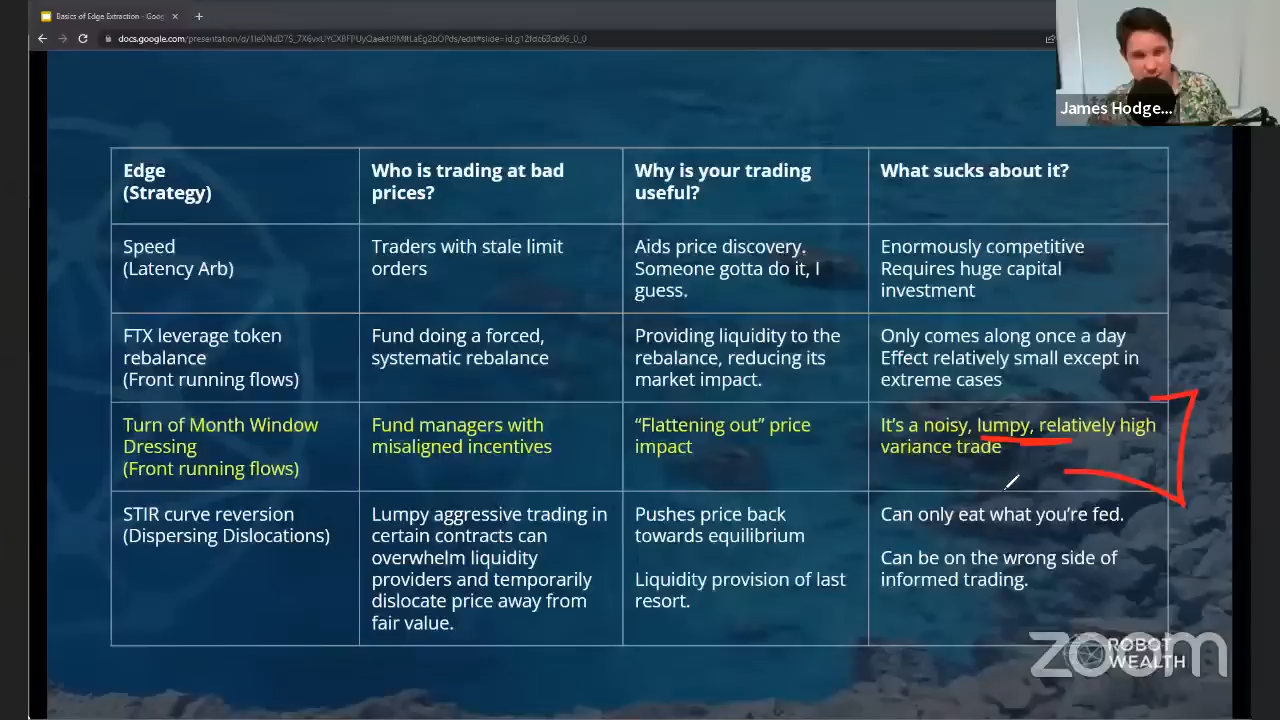 Basics of Edge Extraction - Goog
James Hodge...
Edge
(Strategy)
Who is trading at bad
prices?
Why is your trading
useful?
What sucks about it?
Speed
(Latency Arb)
Traders with stale limit
orders
Aids price discovery.
Someone gotta do it, I
guess.
Enormously competitive
Requires huge capital
investment
FTX leverage token
rebalance
(Front running flows)
Fund doing a forced,
systematic rebalance
Providing liquidity to the
rebalance, reducing its
market impact.
Only comes along once a day
Effect relatively small except in
extreme cases
Turn of Month Window
Dressing
(Front running flows)
Fund managers with
misaligned incentives
“Flattening out” price
impact
It’s a noisy, lumpy, relatively high
variance trade
STIR curve reversion
(Dispersing Dislocations)
Lumpy aggressive trading in
certain contracts can
overwhelm liquidity
providers and temporarily
dislocate price away from
fair value.
Pushes price back
towards equilibrium
Liquidity provision of last
resort.
Can only eat what you’re fed.
Can be on the wrong side of
informed trading.
zoom
ROBOT
WEALTH